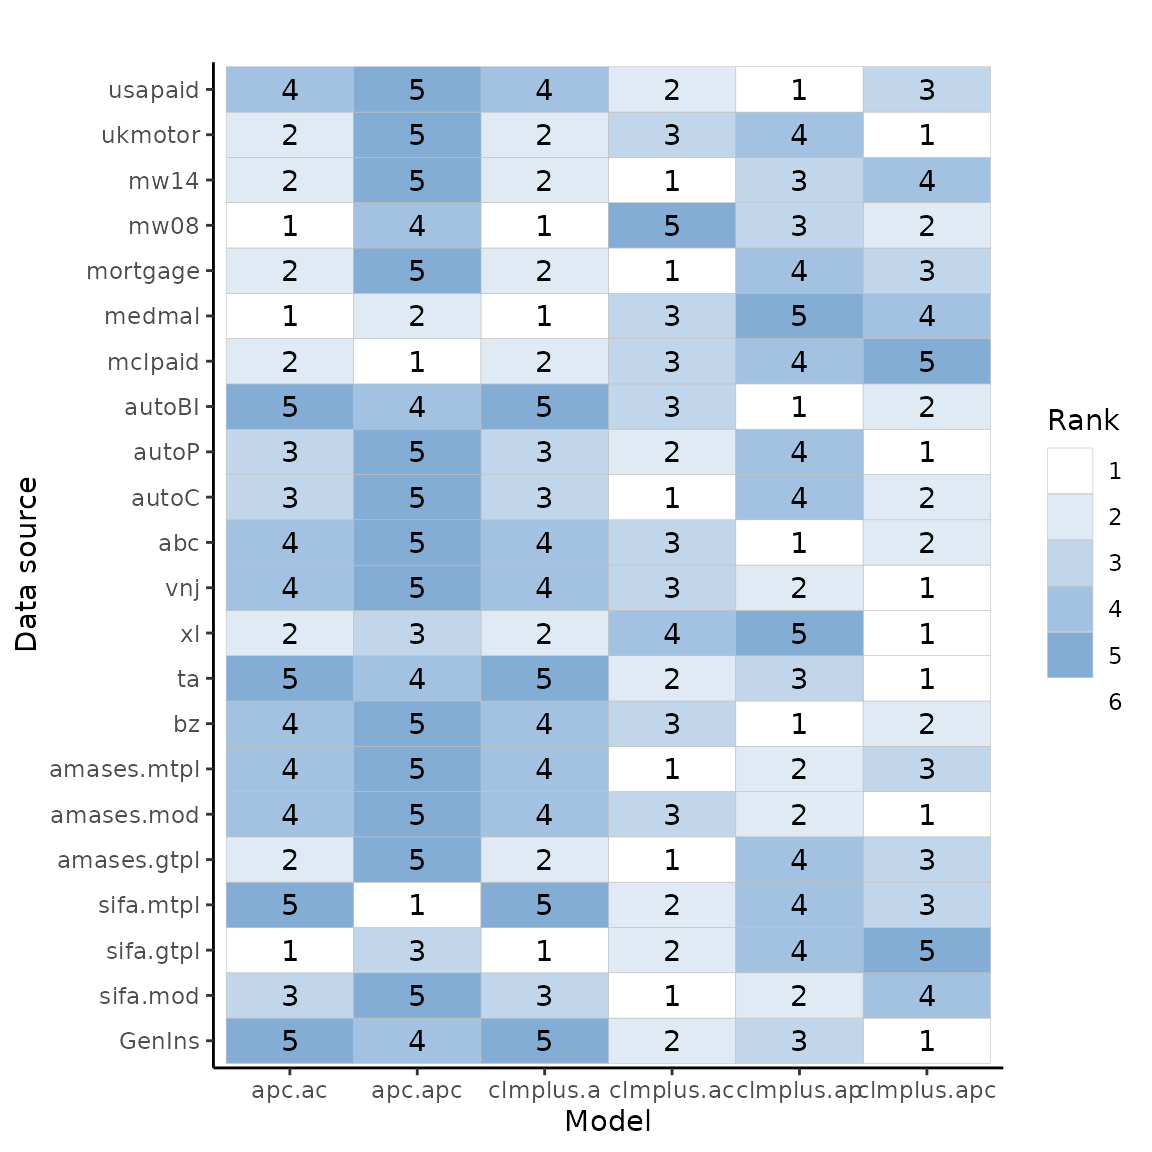 usapaid 4 5 4 2 1 3
ukmotor 2 5 2 3 4 1
mw14 2 5 2 1 3 4
mw08 1 4 1 5 3 2
mortgage 2 5 2 1 4 3
medmal 1 2 1 3 5 4
mclpaid 2 1 2 3 4 5
autoBI 5 4 5 3 1 2
autoP 3 5 3 2 4 1
autoC 3 5 3 1 4 2
abc 4 5 4 3 1 2
vnj 4 5 4 3 2 1
xl 2 3 2 4 5 1
ta 5 4 5 2 3 1
bz 4 5 4 3 1 2
amases.mtpl 4 5 4 1 2 3
amases.mod 4 5 4 3 2 1
amases.gtpl 2 5 2 1 4 3
sifa.mtpl 5 1 5 2 4 3
sifa.gtpl 1 3 1 2 4 5
sifa.mod 3 5 3 1 2 4
GenIns 5 4 5 2 3 1
apc.ac apc.apc clmplus.a clmplus.ac clmplus.ap clmplus.apc
Model
Data source
Rank
1
2
3
4
5
6